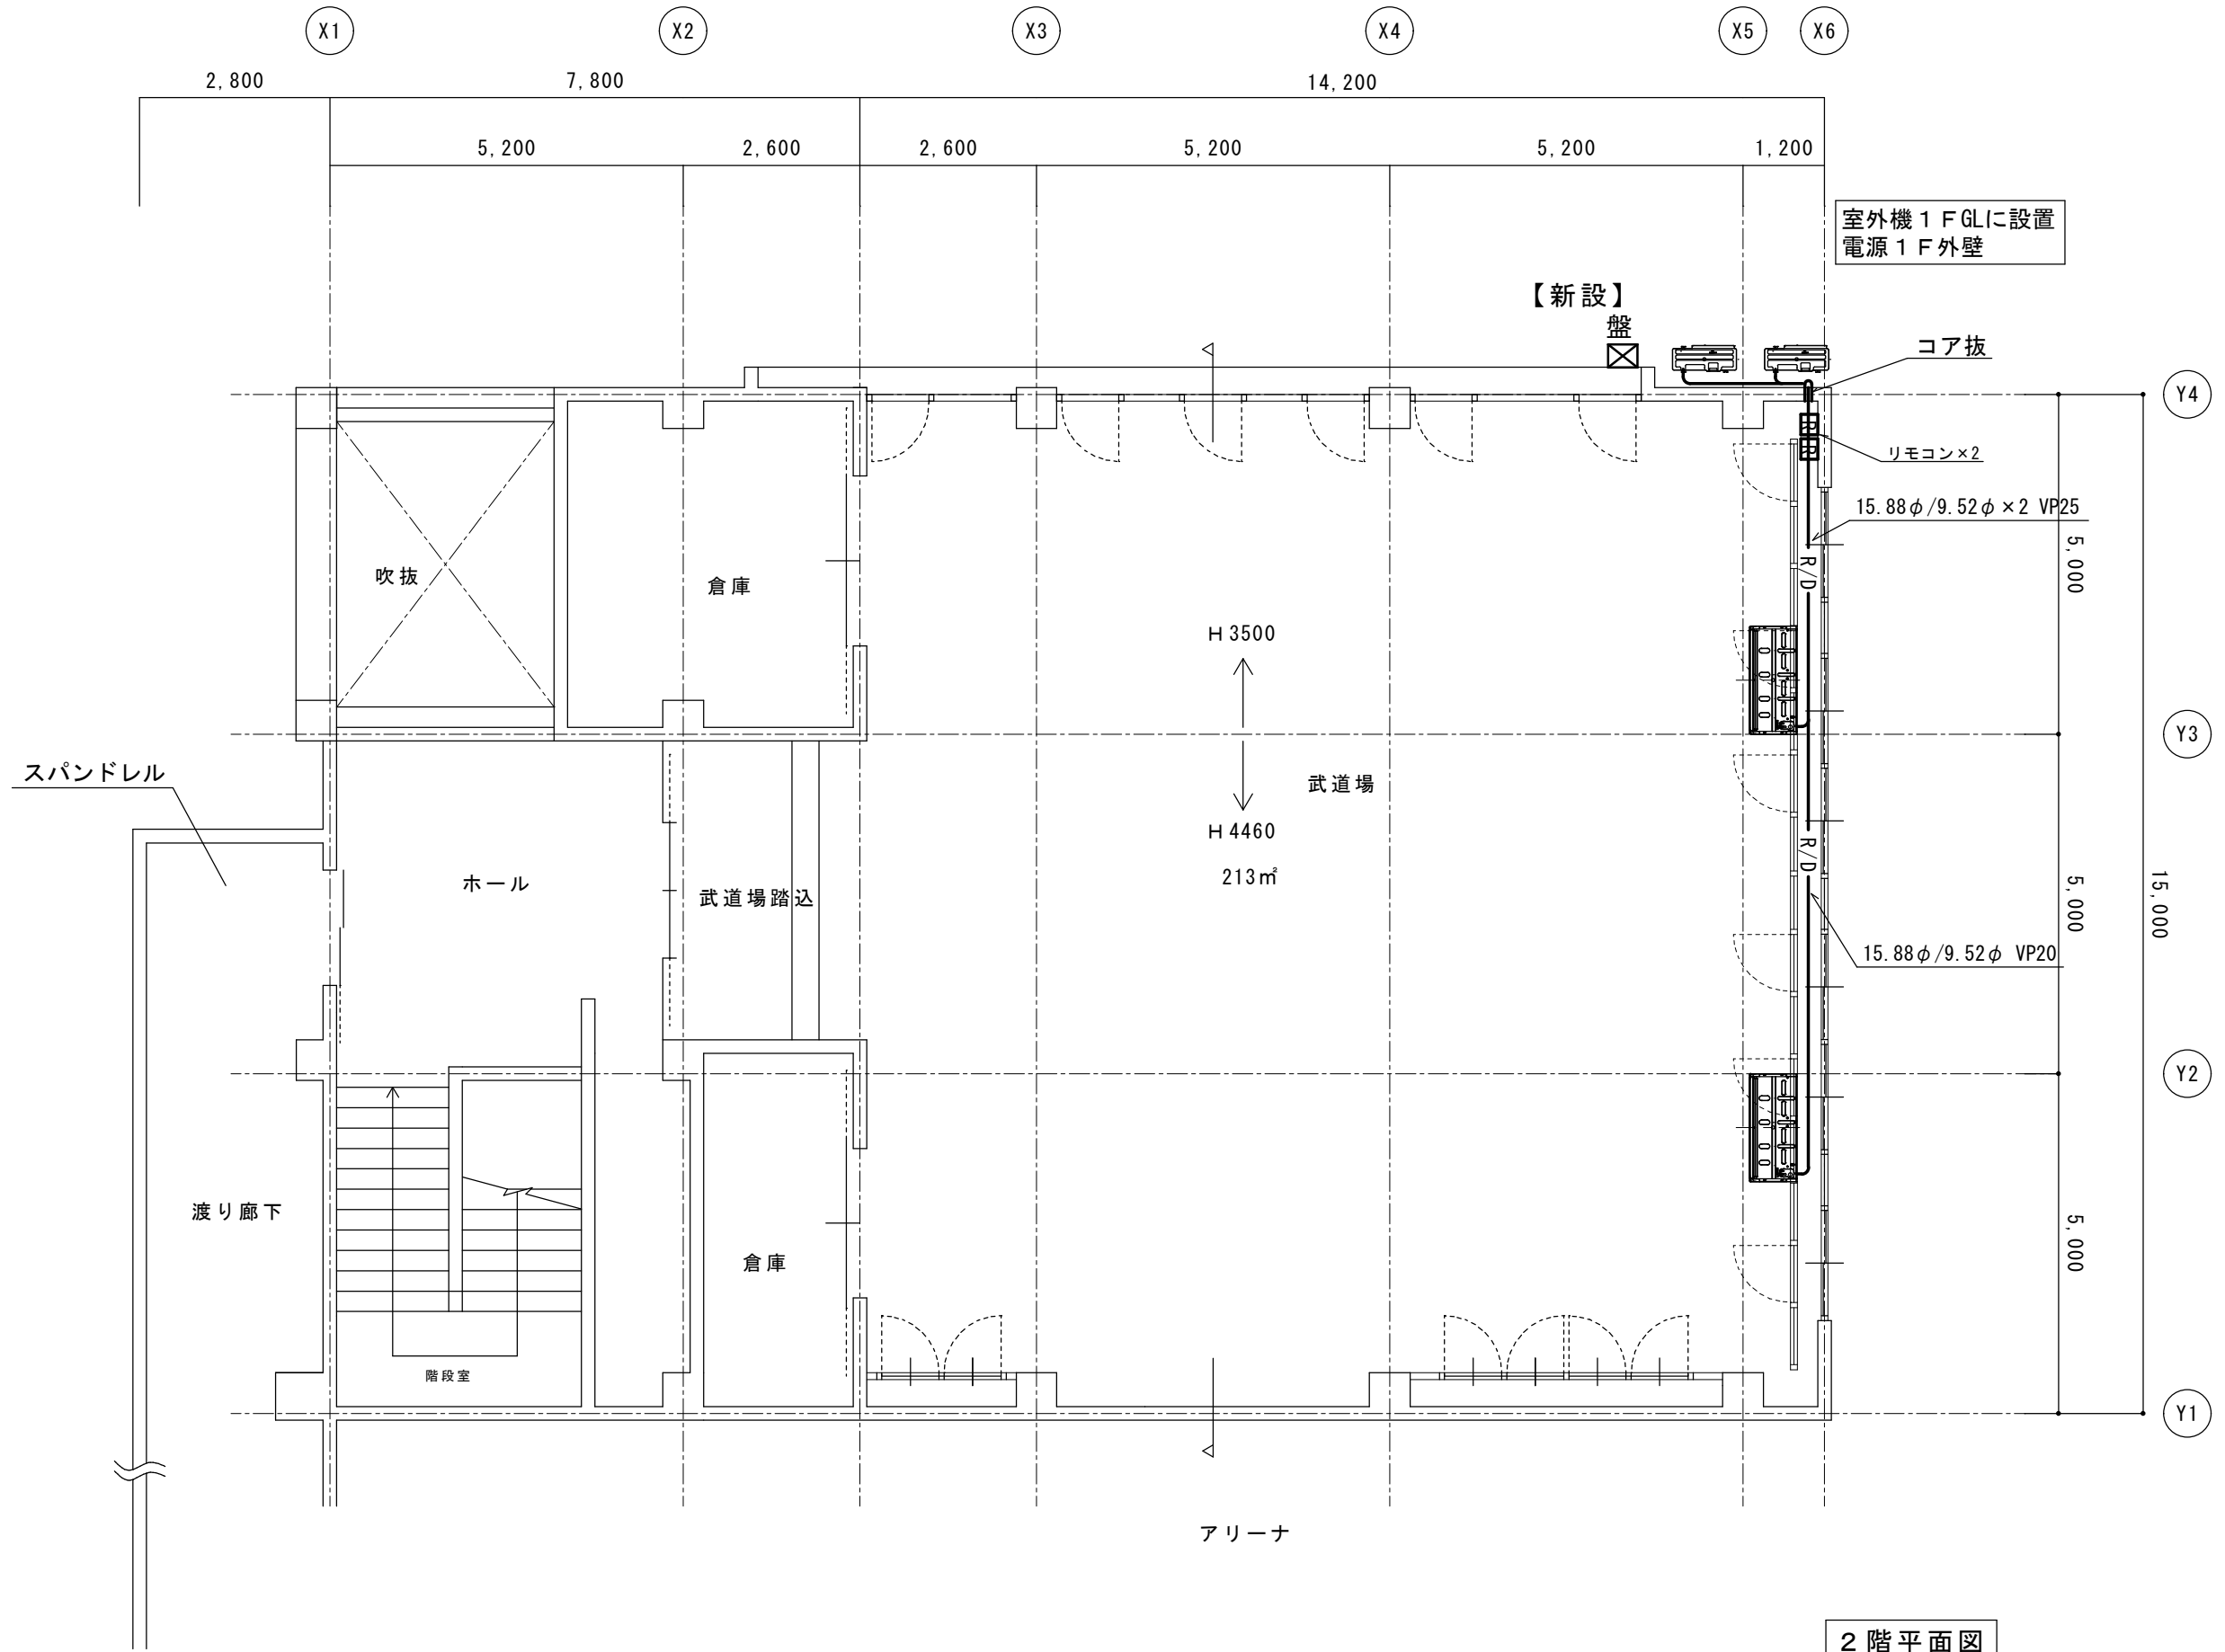 X1
X2
X3
X4
X5
X6
2,800
7,800
14,200
5,200
2,600
2,600
5,200
5,200
1,200
室外機１ＦGLに設置
電源１Ｆ外壁
【新設】
盤
コア抜
Y4
R
R
リモコン×2
15.88φ/9.52φ×2 VP25
5,000
R/D
吹抜
倉庫
H3500
Y3
スパンドレル
武道場
H4460
R/D
213㎡
ホール
武道場踏込
5,000
15,000
15.88φ/9.52φ VP20
Y2
渡り廊下
5,000
倉庫
階段室
Y1
アリーナ
２階平面図